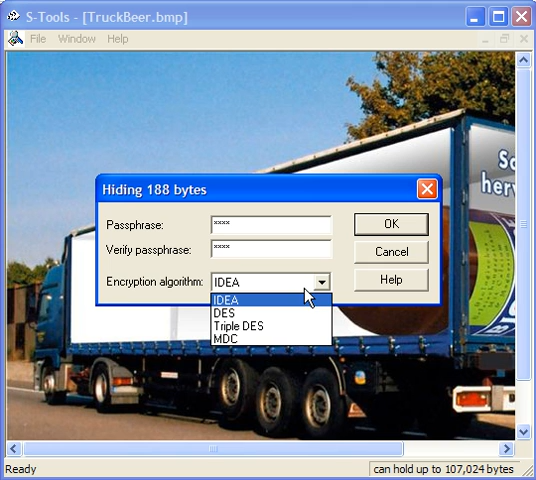 S-Tools - [TruckBeer.bmp]
File Window Help
Hiding 188 bytes
Passphrase: ****
OK
Verify passphrase: ****
Cancel
Encryption algorithm: IDEA
Help
IDEA
DES
Triple DES
MDC
Ready
can hold up to 107,024 bytes